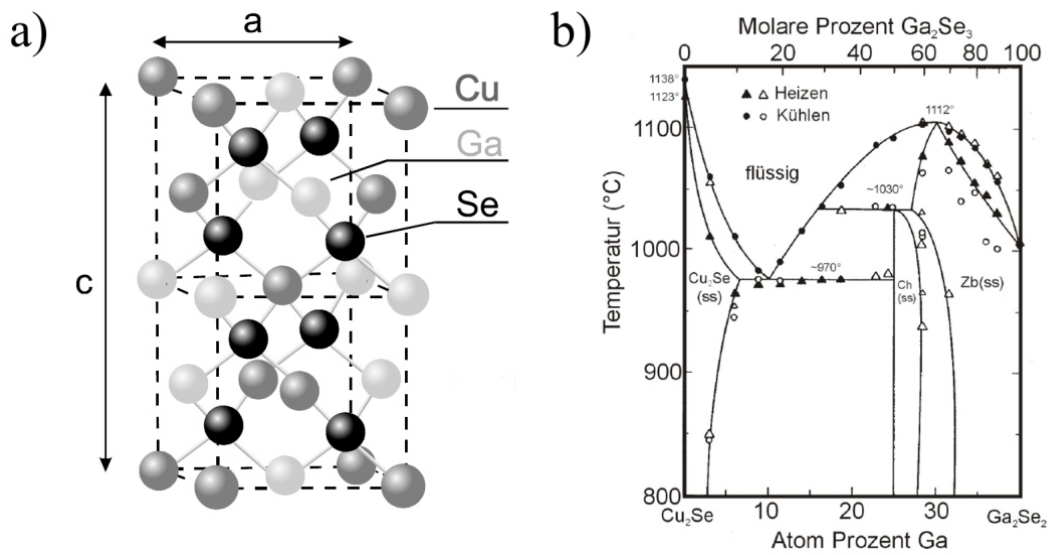 a)
a
c
Cu
Ga
Se
b)
Molare Prozent Ga₂Se₃
0 20 40 60 80 100
1138°
1123°
Heizen
Kühlen
1112°
flüssig
~1030°
~970°
Cu₂Se
(ss)
Ch
(ss)
Zb(ss)
Temperatur (°C)
1100
1000
900
800
0 10 20 30
Cu₂Se
Ga₂Se₂
Atom Prozent Ga